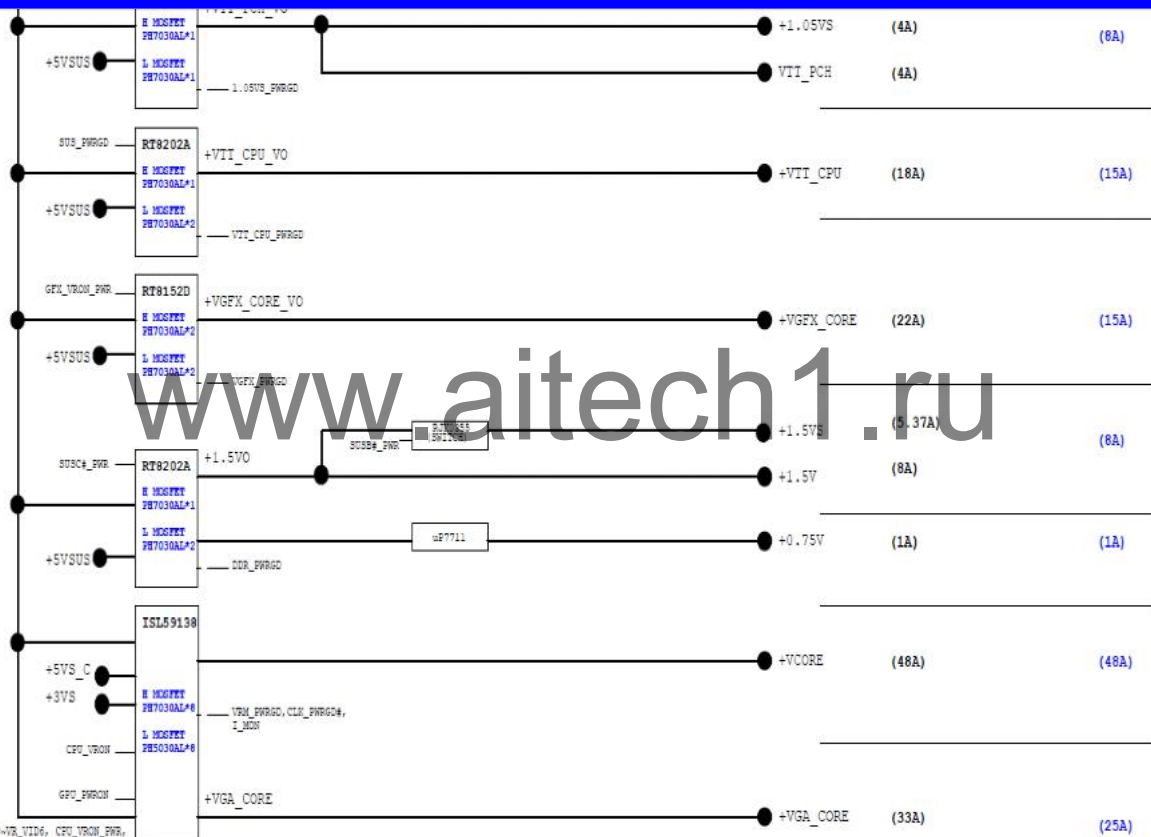 H MOSFET
PH7030AL*1
+5VSUS
L MOSFET
PH7030AL*1
1.05VS_PWRGD
+1.05VS (4A) (8A)
VTT_PCH (4A)
SUS_PWRGD
RT8202A
+VTT_CPU_VO
H MOSFET
PH7030AL*1
+VTT_CPU (18A) (15A)
+5VSUS
L MOSFET
PH7030AL*2
VTT_CPU_PWRGD
GFX_VRON_PWR
RT8152D
+VGFX_CORE_VO
H MOSFET
PH7030AL*2
+VGFX_CORE (22A) (15A)
+5VSUS
L MOSFET
PH7030AL*2
VGFX_PWRGD
www.aitech1.ru
(SWITCH)
SUSB#_PWR
+1.5VS (5.37A) (8A)
SUSC#_PWR
RT8202A
+1.5VO
+1.5V (8A)
H MOSFET
PH7030AL*1
L MOSFET
PH7030AL*2
uP7711
+0.75V (1A) (1A)
+5VSUS
DDR_PWRGD
ISL59138
+5VS_C
+3VS
+VCORE (48A) (48A)
H MOSFET
PH7030AL*6
VRM_PWRGD,CLK_PWRGD#,
I_MON
L MOSFET
PH5030AL*6
CPU_VRON
GPU_PWRON
+VGA_CORE
+VGA_CORE (33A) (25A)
~VR_VID6, CPU_VRON_PWR,